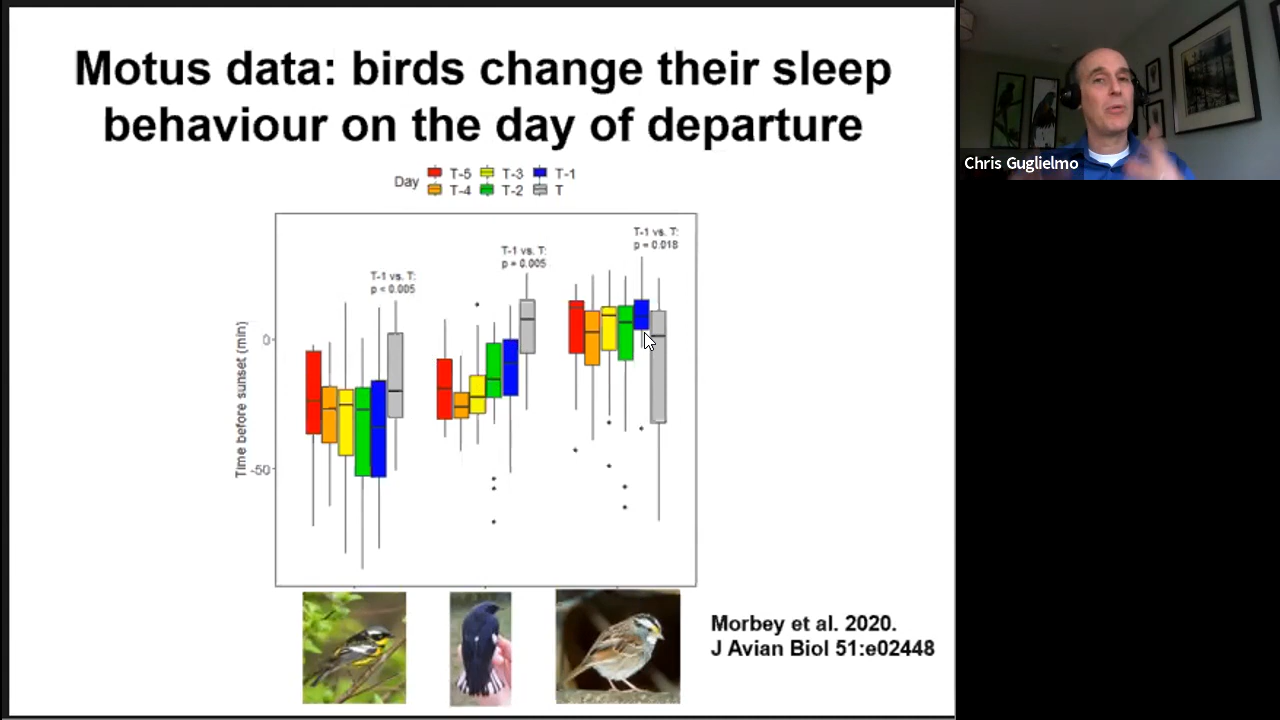 Motus data: birds change their sleep
behaviour on the day of departure
Day
T-5 T-3 T-1
T-4 T-2 T
T-1 vs. T:
p = 0.018
T-1 vs. T:
p = 0.005
T-1 vs. T:
p < 0.005
Time before sunset (min)
0
-50
Morbey et al. 2020.
J Avian Biol 51:e02448
Chris Guglielmo